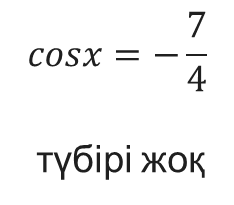 cosx = −7/4
түбірі жоқ